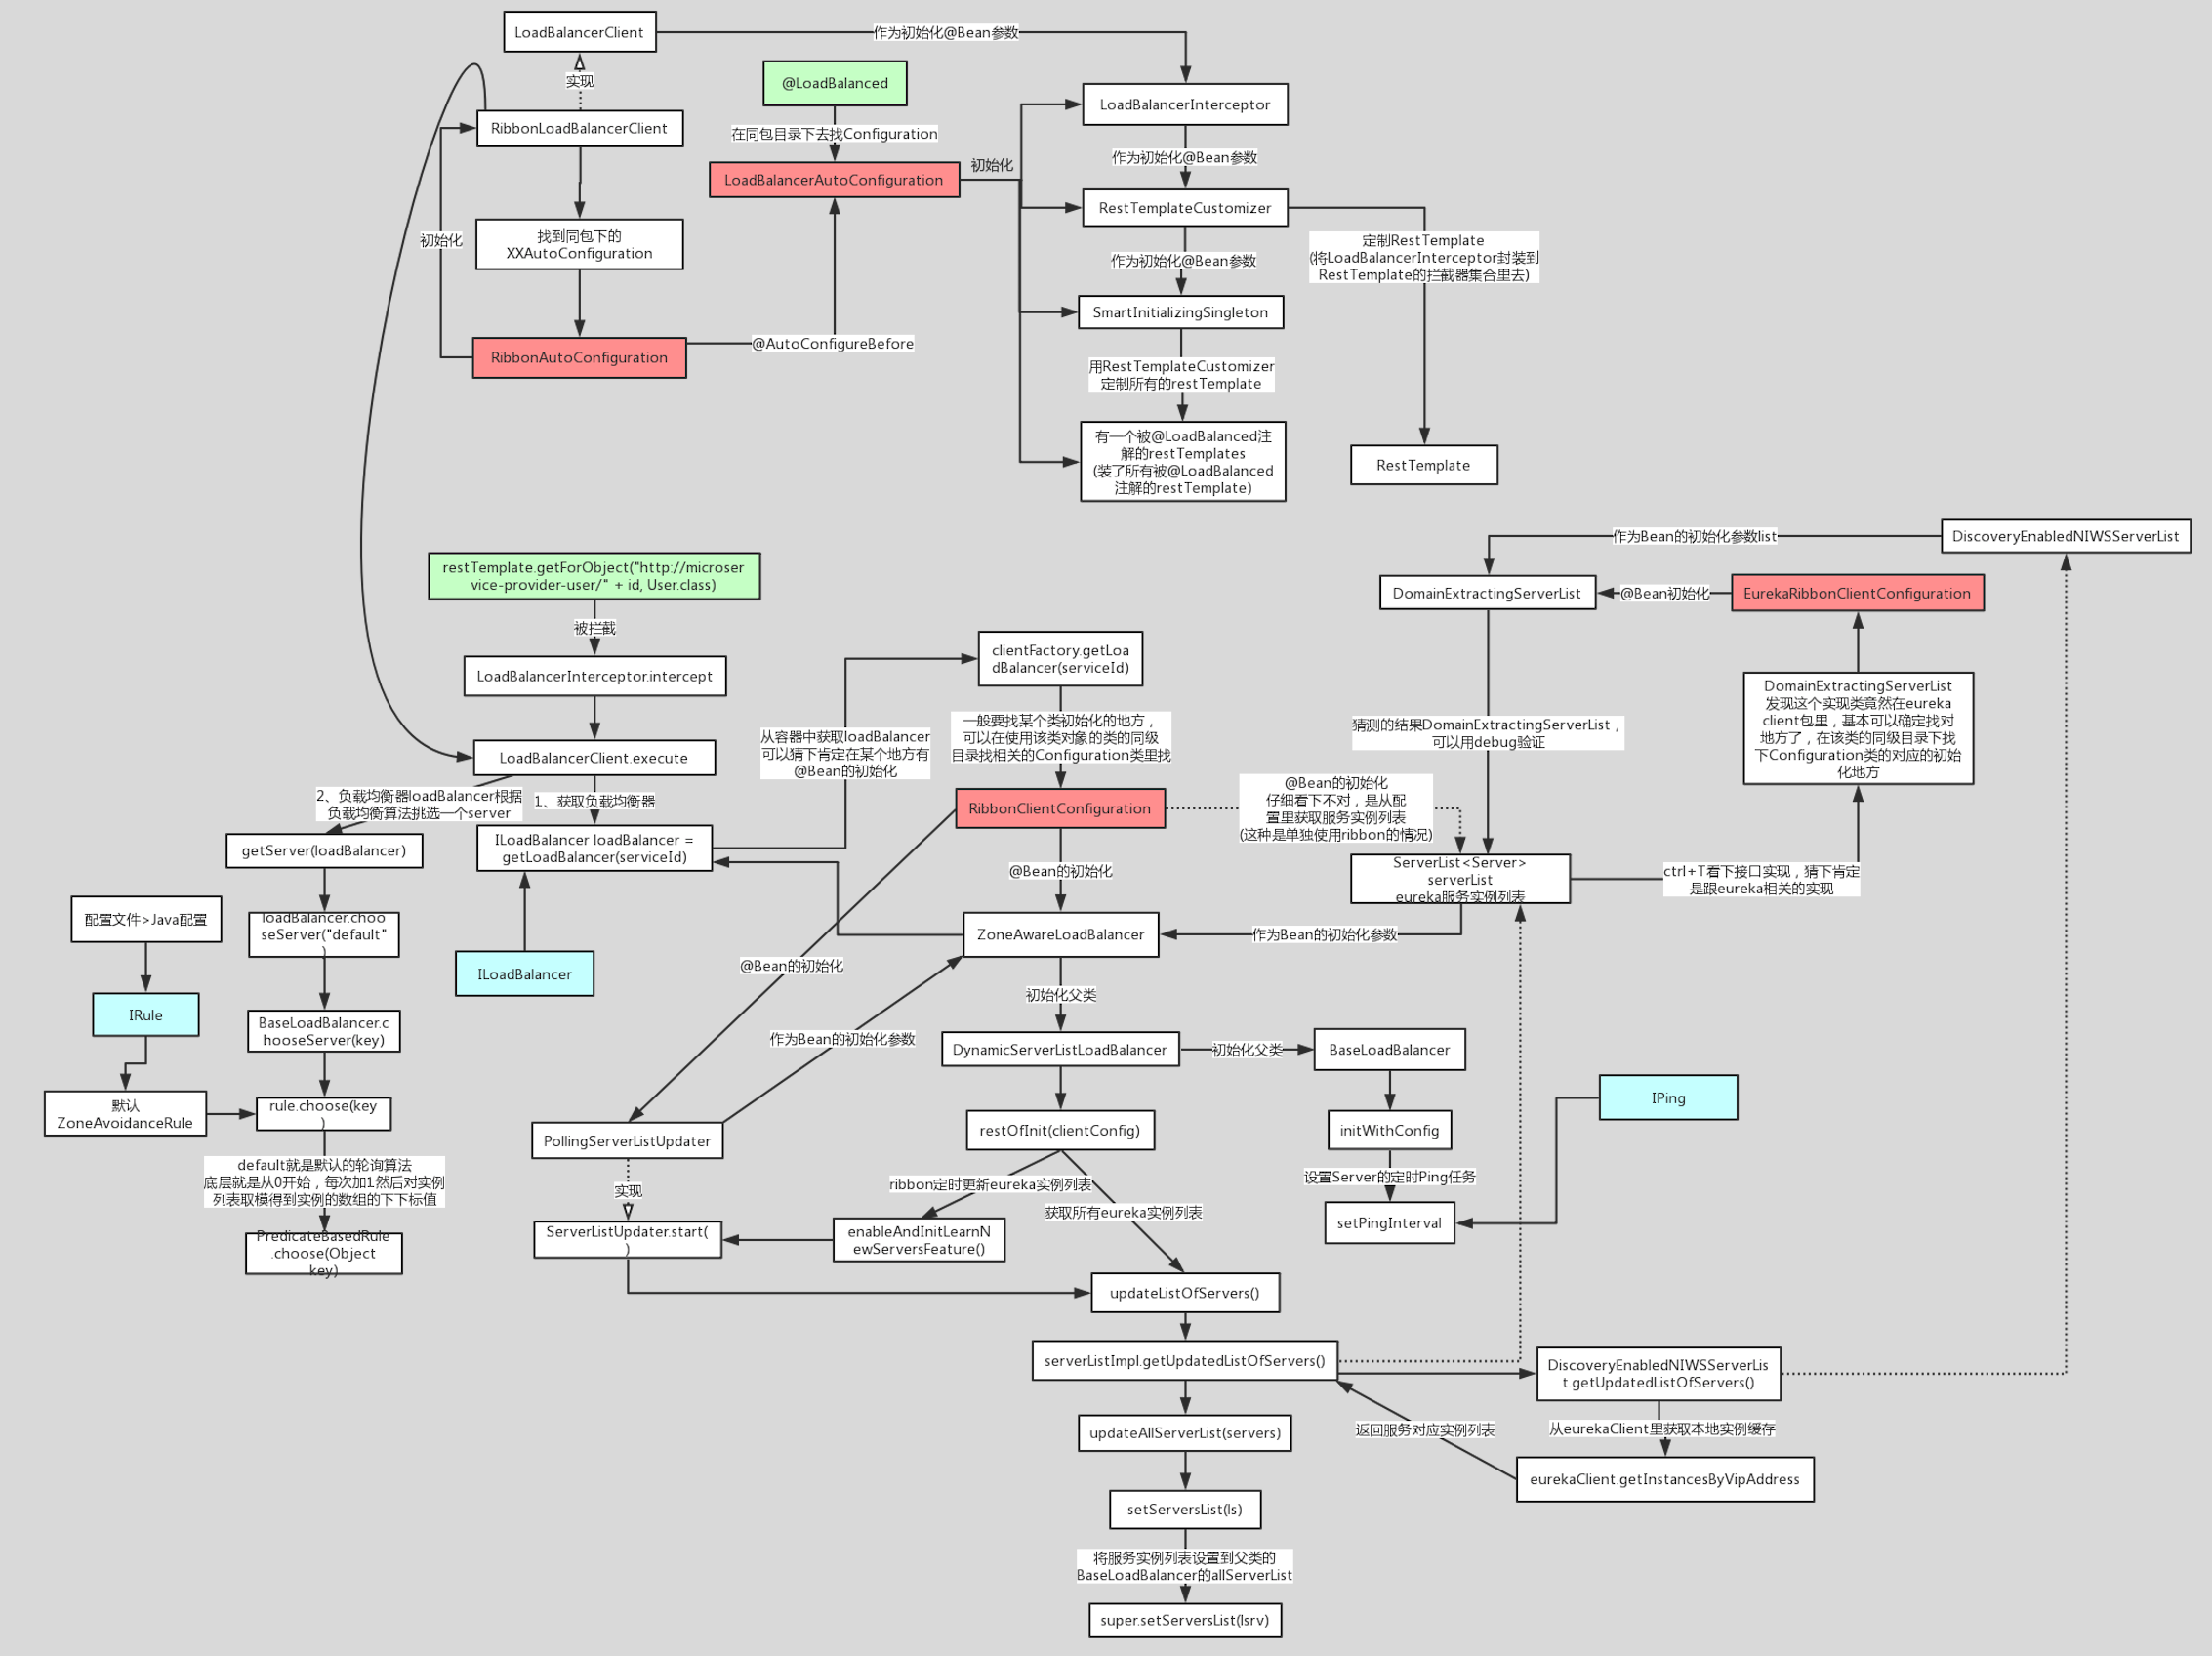 LoadBalancerClient
作为初始化@Bean参数
实现
@LoadBalanced
LoadBalancerInterceptor
RibbonLoadBalancerClient
在同包目录下去找Configuration
作为初始化@Bean参数
初始化
LoadBalancerAutoConfiguration
RestTemplateCustomizer
初始化
找到同包下的
XXAutoConfiguration
定制RestTemplate
(将LoadBalancerInterceptor封装到
RestTemplate的拦截器集合里去)
作为初始化@Bean参数
SmartInitializingSingleton
RibbonAutoConfiguration
@AutoConfigureBefore
用RestTemplateCustomizer
定制所有的restTemplate
有一个被@LoadBalanced注
解的restTemplates
(装了所有被@LoadBalanced
注解的restTemplate)
RestTemplate
作为Bean的初始化参数list
DiscoveryEnabledNIWSServerList
restTemplate.getForObject("http://microser
vice-provider-user/" + id, User.class)
DomainExtractingServerList
@Bean初始化
EurekaRibbonClientConfiguration
被拦截
LoadBalancerInterceptor.intercept
clientFactory.getLoa
dBalancer(serviceId)
DomainExtractingServerList
发现这个实现类竟然在eureka
client包里，基本可以确定找对
地方了，在该类的同级目录下找
下Configuration类的对应的初始
化地方
从容器中获取loadBalancer
可以猜下肯定在某个地方有
@Bean的初始化
一般要找某个类初始化的地方，
可以在使用该类对象的类的同级
目录找相关的Configuration类里找
猜测的结果DomainExtractingServerList，
可以用debug验证
LoadBalancerClient.execute
2、负载均衡器loadBalancer根据
负载均衡算法挑选一个server
1、获取负载均衡器
RibbonClientConfiguration
@Bean的初始化
仔细看下不对，是从配
置里获取服务实例列表
(这种是单独使用ribbon的情况)
getServer(loadBalancer)
ILoadBalancer loadBalancer =
getLoadBalancer(serviceId)
@Bean的初始化
ServerList<Server>
serverList
eureka服务实例列表
ctrl+T看下接口实现，猜下肯定
是跟eureka相关的实现
配置文件>Java配置
loadBalancer.choo
seServer("default"
)
ZoneAwareLoadBalancer
作为Bean的初始化参数
@Bean的初始化
ILoadBalancer
初始化父类
IRule
BaseLoadBalancer.c
hooseServer(key)
作为Bean的初始化参数
DynamicServerListLoadBalancer
初始化父类
BaseLoadBalancer
IPing
默认
ZoneAvoidanceRule
rule.choose(key
)
PollingServerListUpdater
restOfInit(clientConfig)
initWithConfig
default就是默认的轮询算法
底层就是从0开始，每次加1然后对实例
列表取模得到实例的数组的下下标值
实现
ribbon定时更新eureka实例列表
设置Server的定时Ping任务
获取所有eureka实例列表
setPingInterval
PredicateBasedRule
.choose(Object
key)
ServerListUpdater.start(
)
enableAndInitLearnN
ewServersFeature()
updateListOfServers()
serverListImpl.getUpdatedListOfServers()
DiscoveryEnabledNIWSServerLis
t.getUpdatedListOfServers()
updateAllServerList(servers)
返回服务对应实例列表
从eurekaClient里获取本地实例缓存
eurekaClient.getInstancesByVipAddress
setServersList(ls)
将服务实例列表设置到父类的
BaseLoadBalancer的allServerList
super.setServersList(lsrv)